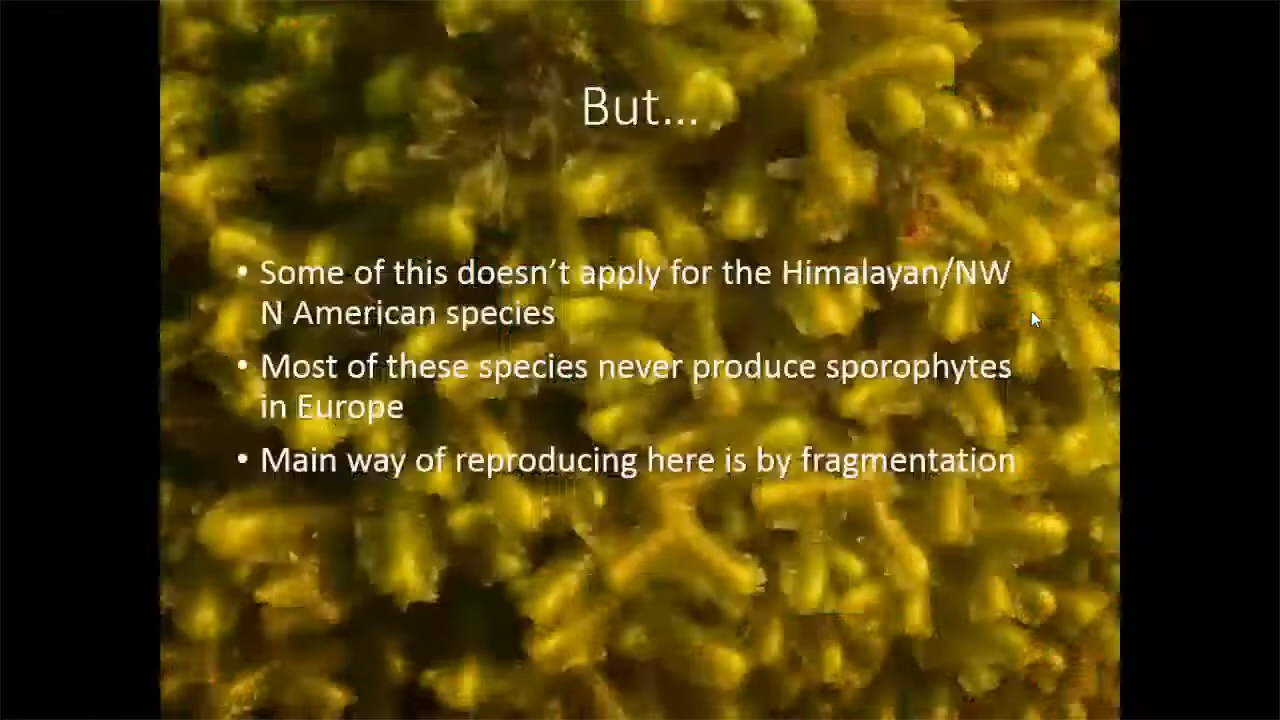 But...
• Some of this doesn't apply for the Himalayan/NW
N American species
• Most of these species never produce sporophytes
in Europe
• Main way of reproducing here is by fragmentation